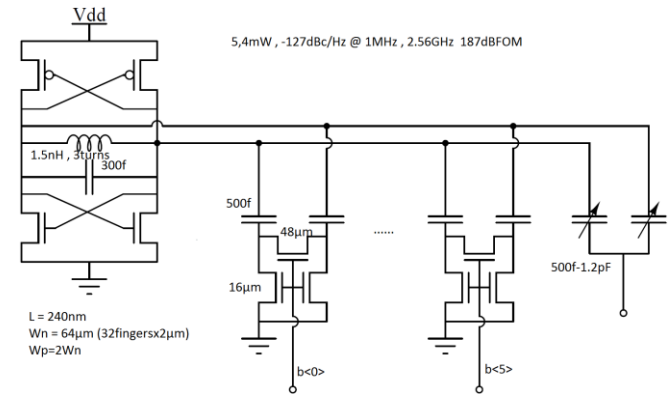 Vdd
5,4mW , -127dBc/Hz @ 1MHz , 2.56GHz  187dBFOM
1.5nH , 3turns
300f
500f
48µm
......
500f-1.2pF
16µm
L = 240nm
Wn = 64µm (32fingersx2µm)
Wp=2Wn
b<0>
b<5>